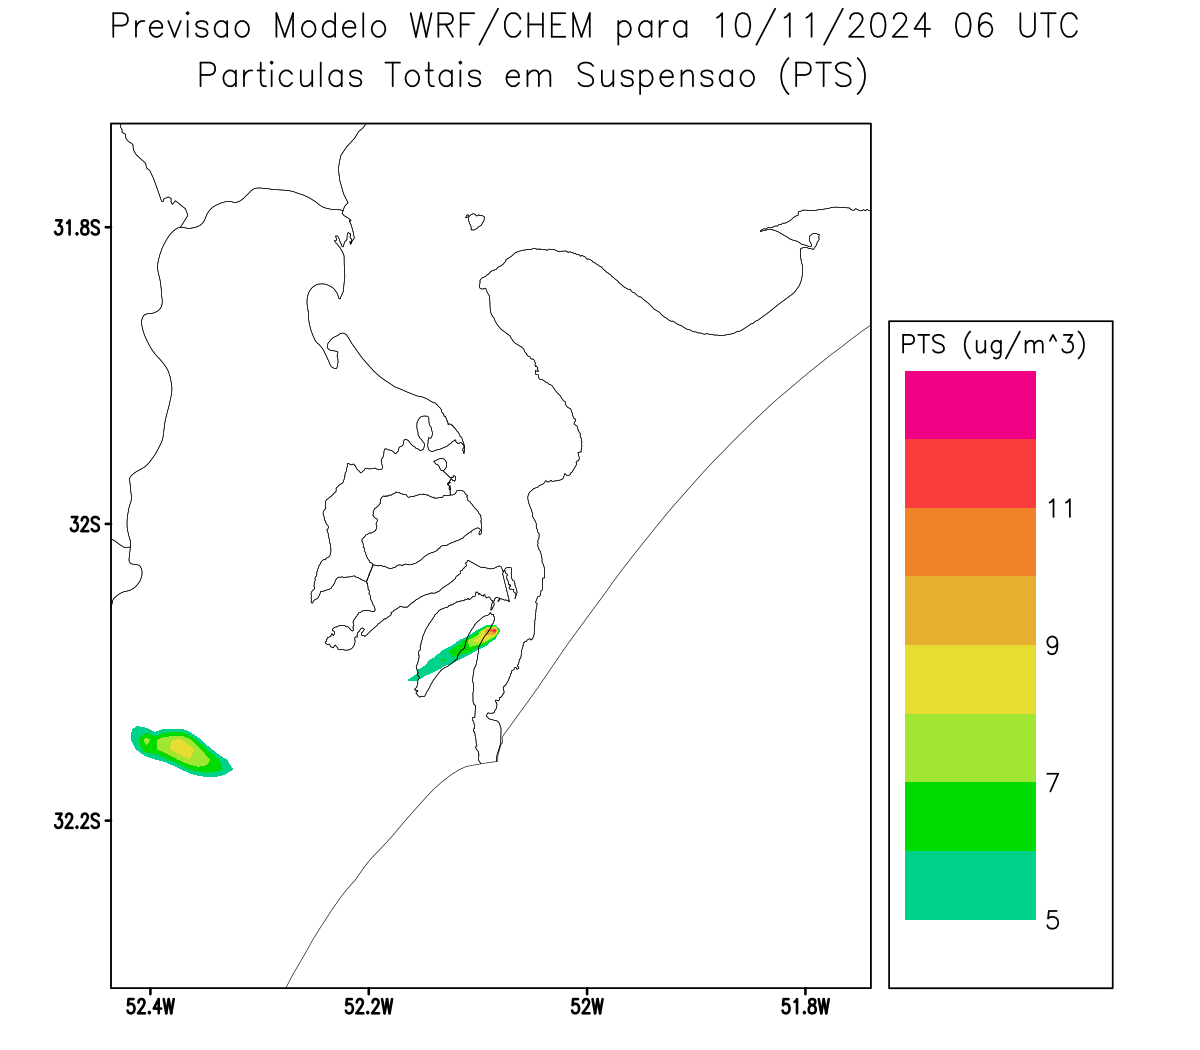 Previsao Modelo WRF/CHEM para 10/11/2024 06 UTC
Particulas Totais em Suspensao (PTS)
31.8S
32S
32.2S
52.4W
52.2W
52W
51.8W
PTS (ug/m^3)
11
9
7
5